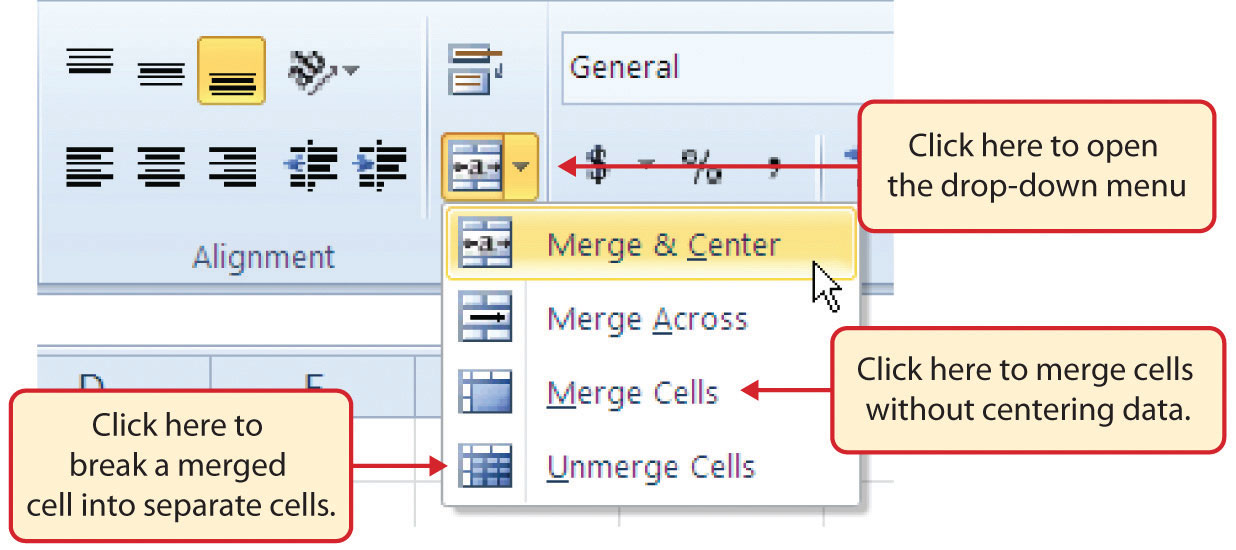 General
$ % ,
Click here to open
the drop-down menu
Alignment
Merge & Center
Merge Across
Merge Cells
Unmerge Cells
Click here to merge cells
without centering data.
D
Click here to
break a merged
cell into separate cells.